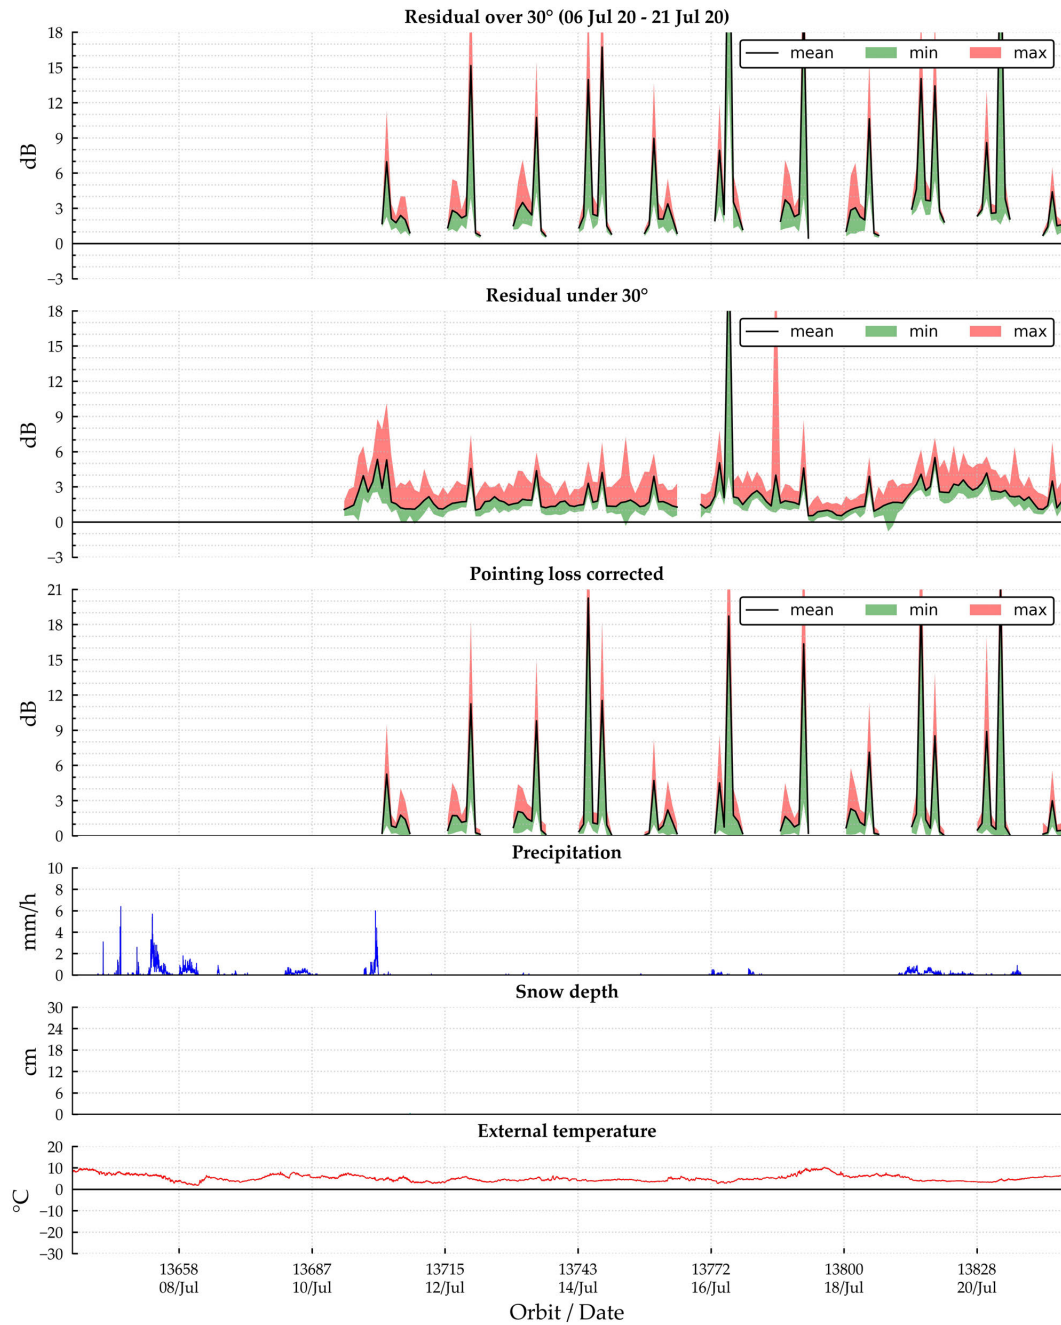 Residual over 30° (06 Jul 20 - 21 Jul 20)
18
15
12
9
6
3
0
−3
dB
mean min max
Residual under 30°
18
15
12
9
6
3
0
−3
dB
mean min max
Pointing loss corrected
21
18
15
12
9
6
3
0
dB
mean min max
Precipitation
10
8
6
4
2
0
mm/h
Snow depth
30
24
18
12
6
0
cm
External temperature
20
10
0
−10
−20
−30
°C
13658 13687 13715 13743 13772 13800 13828
08/Jul 10/Jul 12/Jul 14/Jul 16/Jul 18/Jul 20/Jul
Orbit / Date